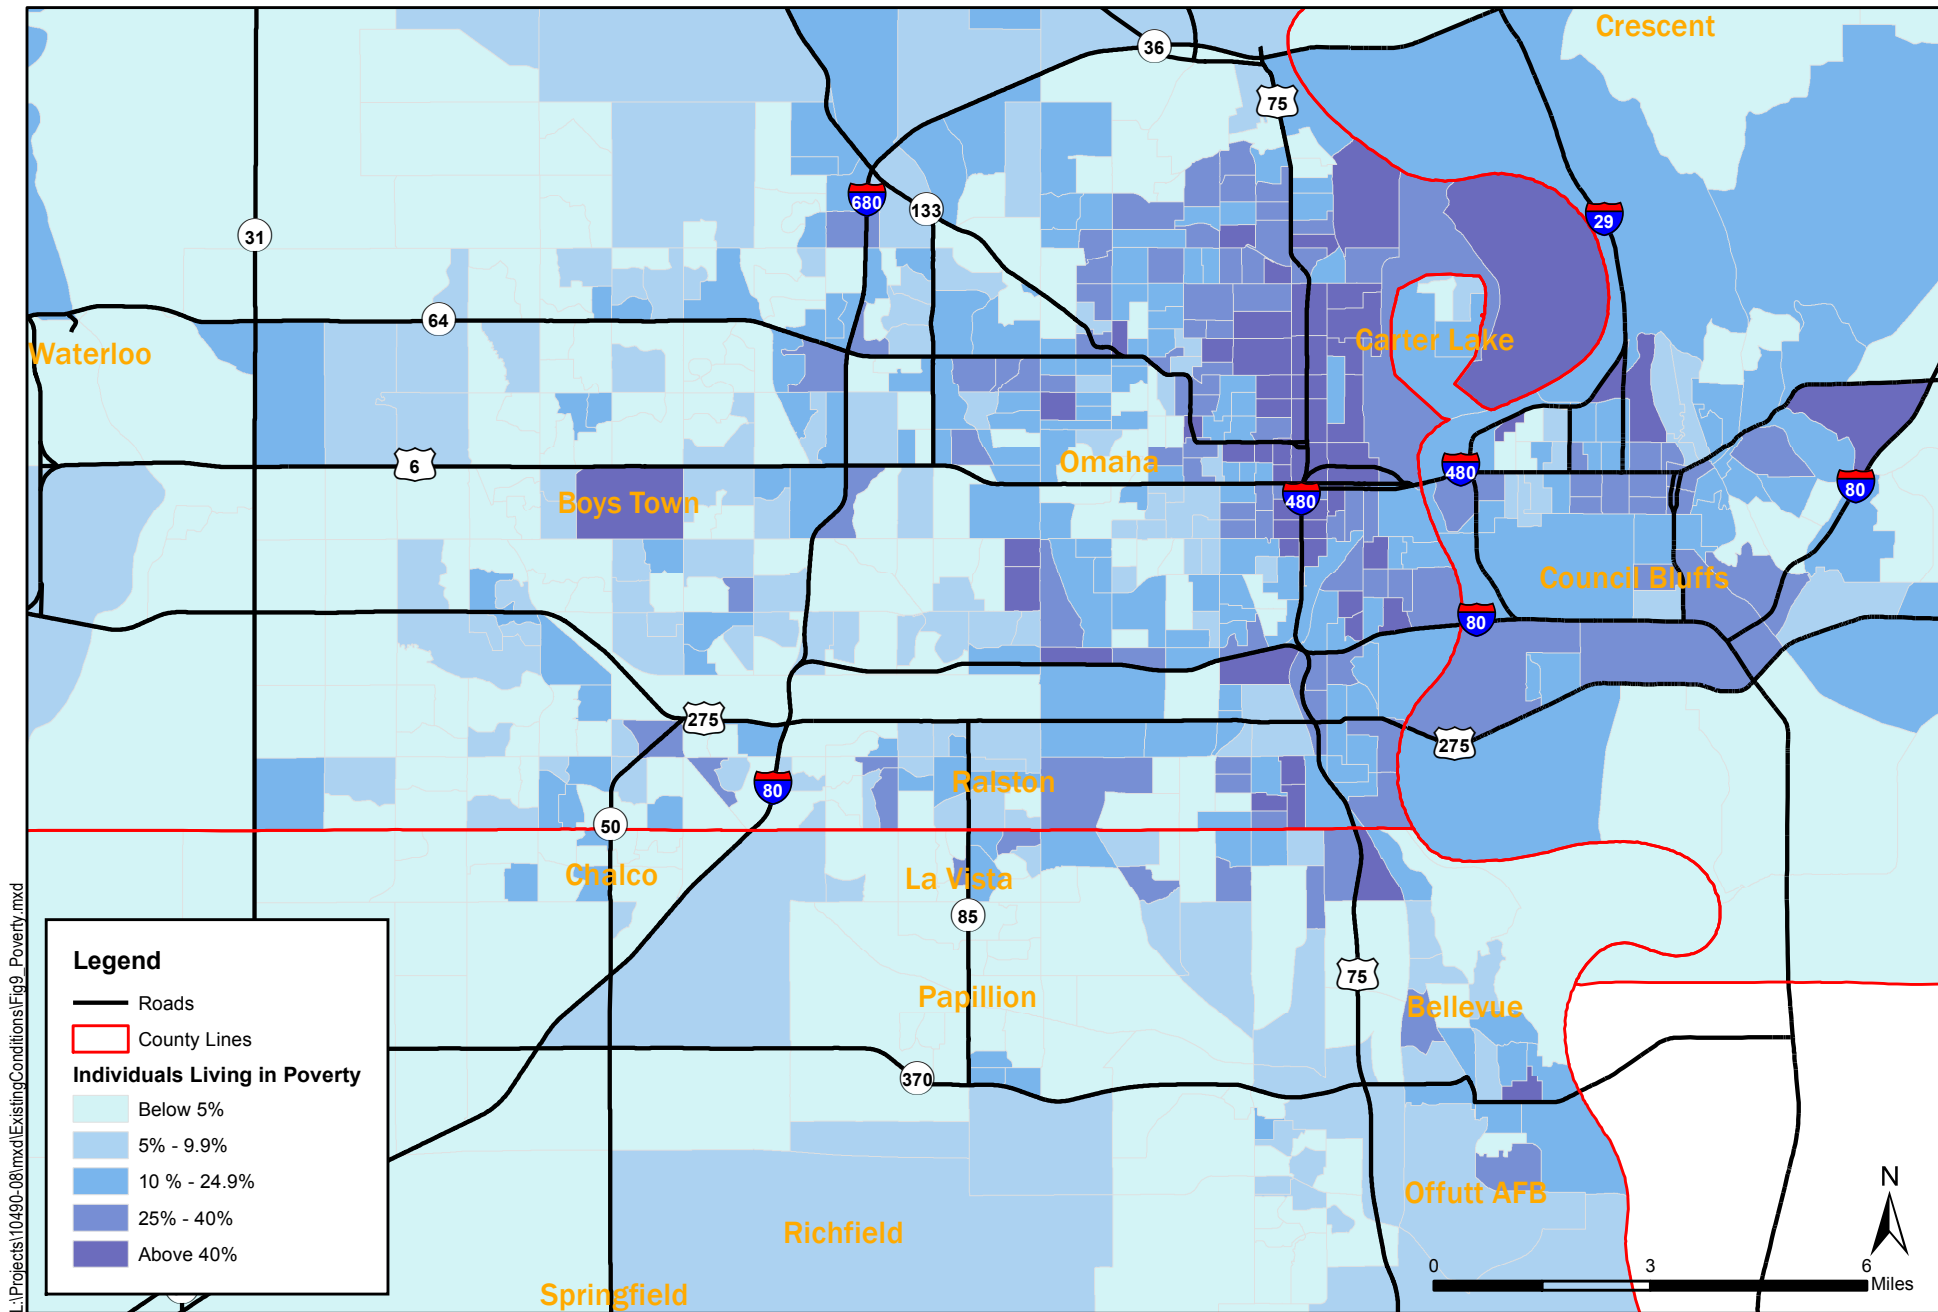 Crescent
36
75
680
133
29
31
64
Waterloo
Carter Lake
6
Omaha
480
480
80
Boys Town
Council Bluffs
80
275
275
80
Ralston
50
Chalco
La Vista
85
75
Papillion
Bellevue
370
Offutt AFB
Richfield
Springfield
Legend
Roads
County Lines
Individuals Living in Poverty
Below 5%
5% - 9.9%
10 % - 24.9%
25% - 40%
Above 40%
N
0 3 6
Miles
L:\Projects\10490-08\mxd\ExistingConditions\Fig9_Poverty.mxd